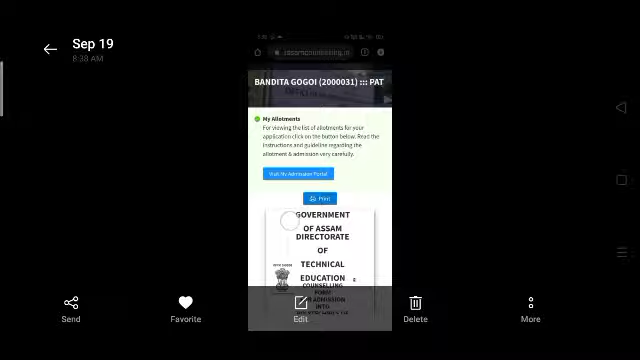 Sep 19
8:33 AM
BANDITA GOGOI (2000031) ::: PAT
My Allotments
For viewing the list of allotments for your
application click on the button below. Read the
instructions and guideline regarding the
allotment & admission very carefully.
Visit My Admission Portal
Print
GOVERNMENT
OF ASSAM
DIRECTORATE
OF
TECHNICAL
EDUCATION
COUNSELLING
FORM
FOR ADMISSION
INTO
Send
Favorite
Edit
Delete
More